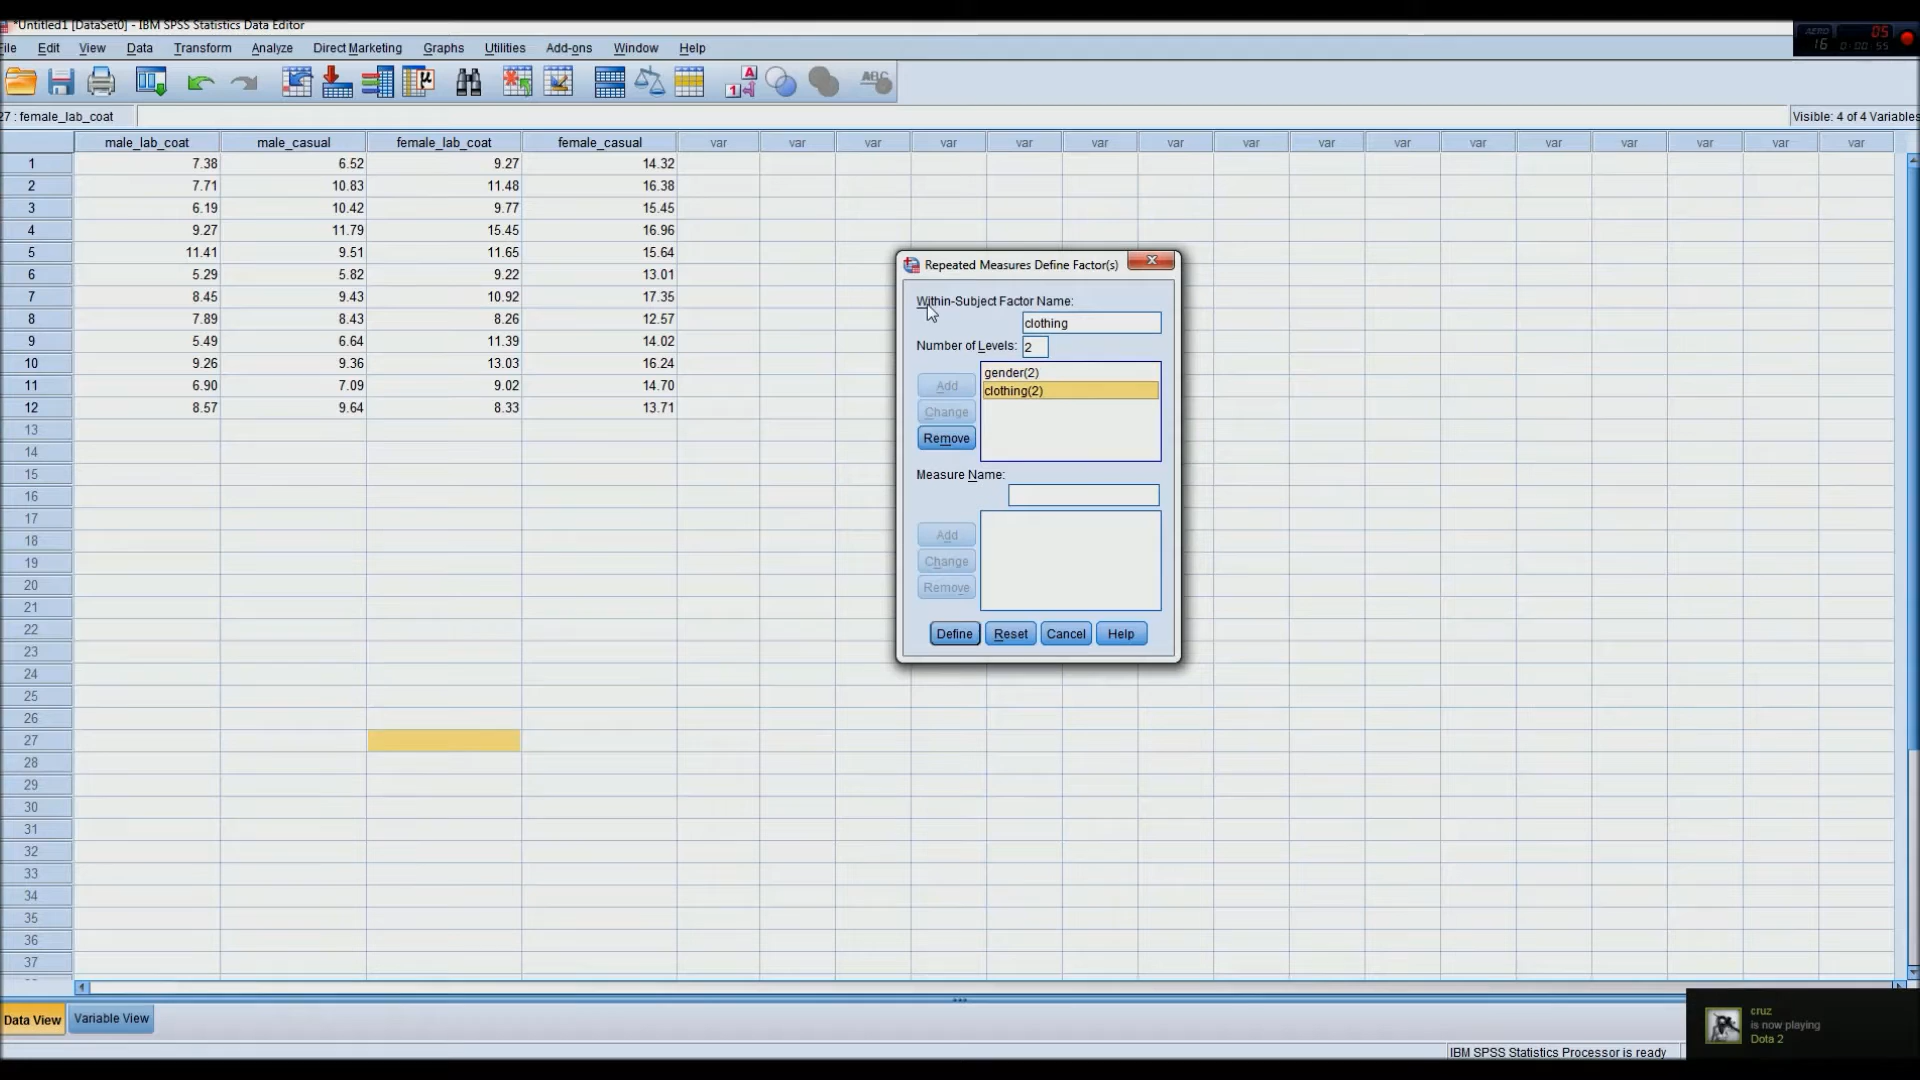 *Untitled1 [DataSet0] - IBM SPSS Statistics Data Editor
File Edit View Data Transform Analyze Direct Marketing Graphs Utilities Add-ons Window Help
AERO 05
16 0:00:55
27 : female_lab_coat Visible: 4 of 4 Variables
male_lab_coat male_casual female_lab_coat female_casual var var var var var var var var var var var var var var var var
1 7.38 6.52 9.27 14.32
2 7.71 10.83 11.48 16.38
3 6.19 10.42 9.77 15.45
4 9.27 11.79 15.45 16.96
5 11.41 9.51 11.65 15.64
6 5.29 5.82 9.22 13.01
7 8.45 9.43 10.92 17.35
8 7.89 8.43 8.26 12.57
9 5.49 6.64 11.39 14.02
10 9.26 9.36 13.03 16.24
11 6.90 7.09 9.02 14.70
12 8.57 9.64 8.33 13.71
13
14
15
16
17
18
19
20
21
22
23
24
25
26
27
28
29
30
31
32
33
34
35
36
37
Repeated Measures Define Factor(s)
Within-Subject Factor Name:
clothing
Number of Levels: 2
Add
Change
Remove
gender(2)
clothing(2)
Measure Name:
Add
Change
Remove
Define Reset Cancel Help
Data View Variable View
cruz
is now playing
Dota 2
IBM SPSS Statistics Processor is ready